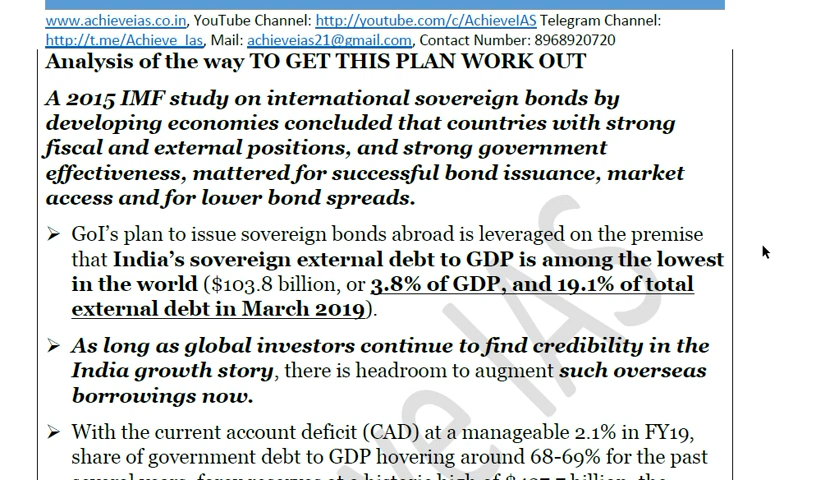 www.achieveias.co.in, YouTube Channel: http://youtube.com/c/AchieveIAS Telegram Channel:
http://t.me/Achieve_Ias, Mail: achieveias21@gmail.com, Contact Number: 8968920720
Analysis of the way TO GET THIS PLAN WORK OUT
A 2015 IMF study on international sovereign bonds by
developing economies concluded that countries with strong
fiscal and external positions, and strong government
effectiveness, mattered for successful bond issuance, market
access and for lower bond spreads.
➢ GoI's plan to issue sovereign bonds abroad is leveraged on the premise
that India's sovereign external debt to GDP is among the lowest
in the world ($103.8 billion, or 3.8% of GDP, and 19.1% of total
external debt in March 2019).
➢ As long as global investors continue to find credibility in the
India growth story, there is headroom to augment such overseas
borrowings now.
➢ With the current account deficit (CAD) at a manageable 2.1% in FY19,
share of government debt to GDP hovering around 68-69% for the past